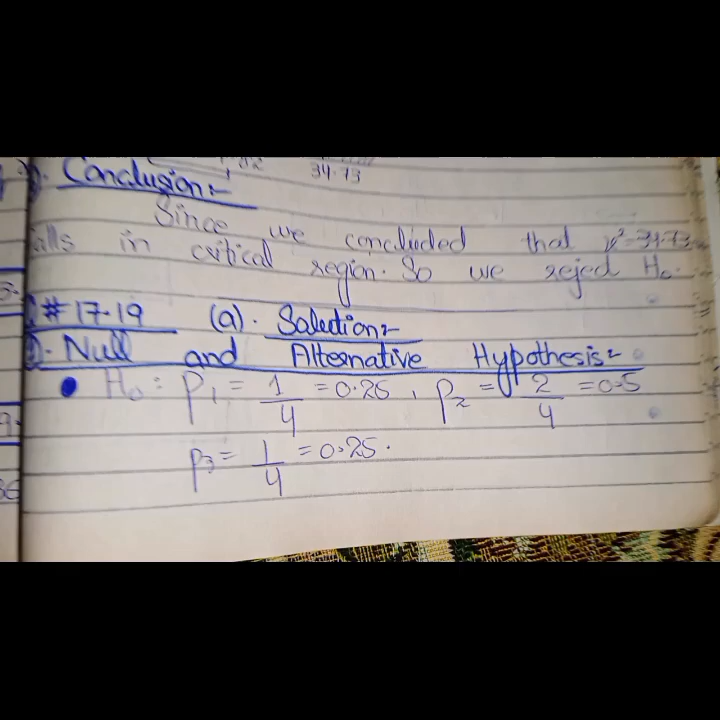 34.73
Conclusion:-
Since we concluded that χ²=34.73
falls in critical region. So we reject H₀.
#17.19 (a). Solution:-
Null and Alternative Hypothesis:-
• H₀: P₁ = 1/4 = 0.25, P₂ = 2/4 = 0.5
P₃ = 1/4 = 0.25.